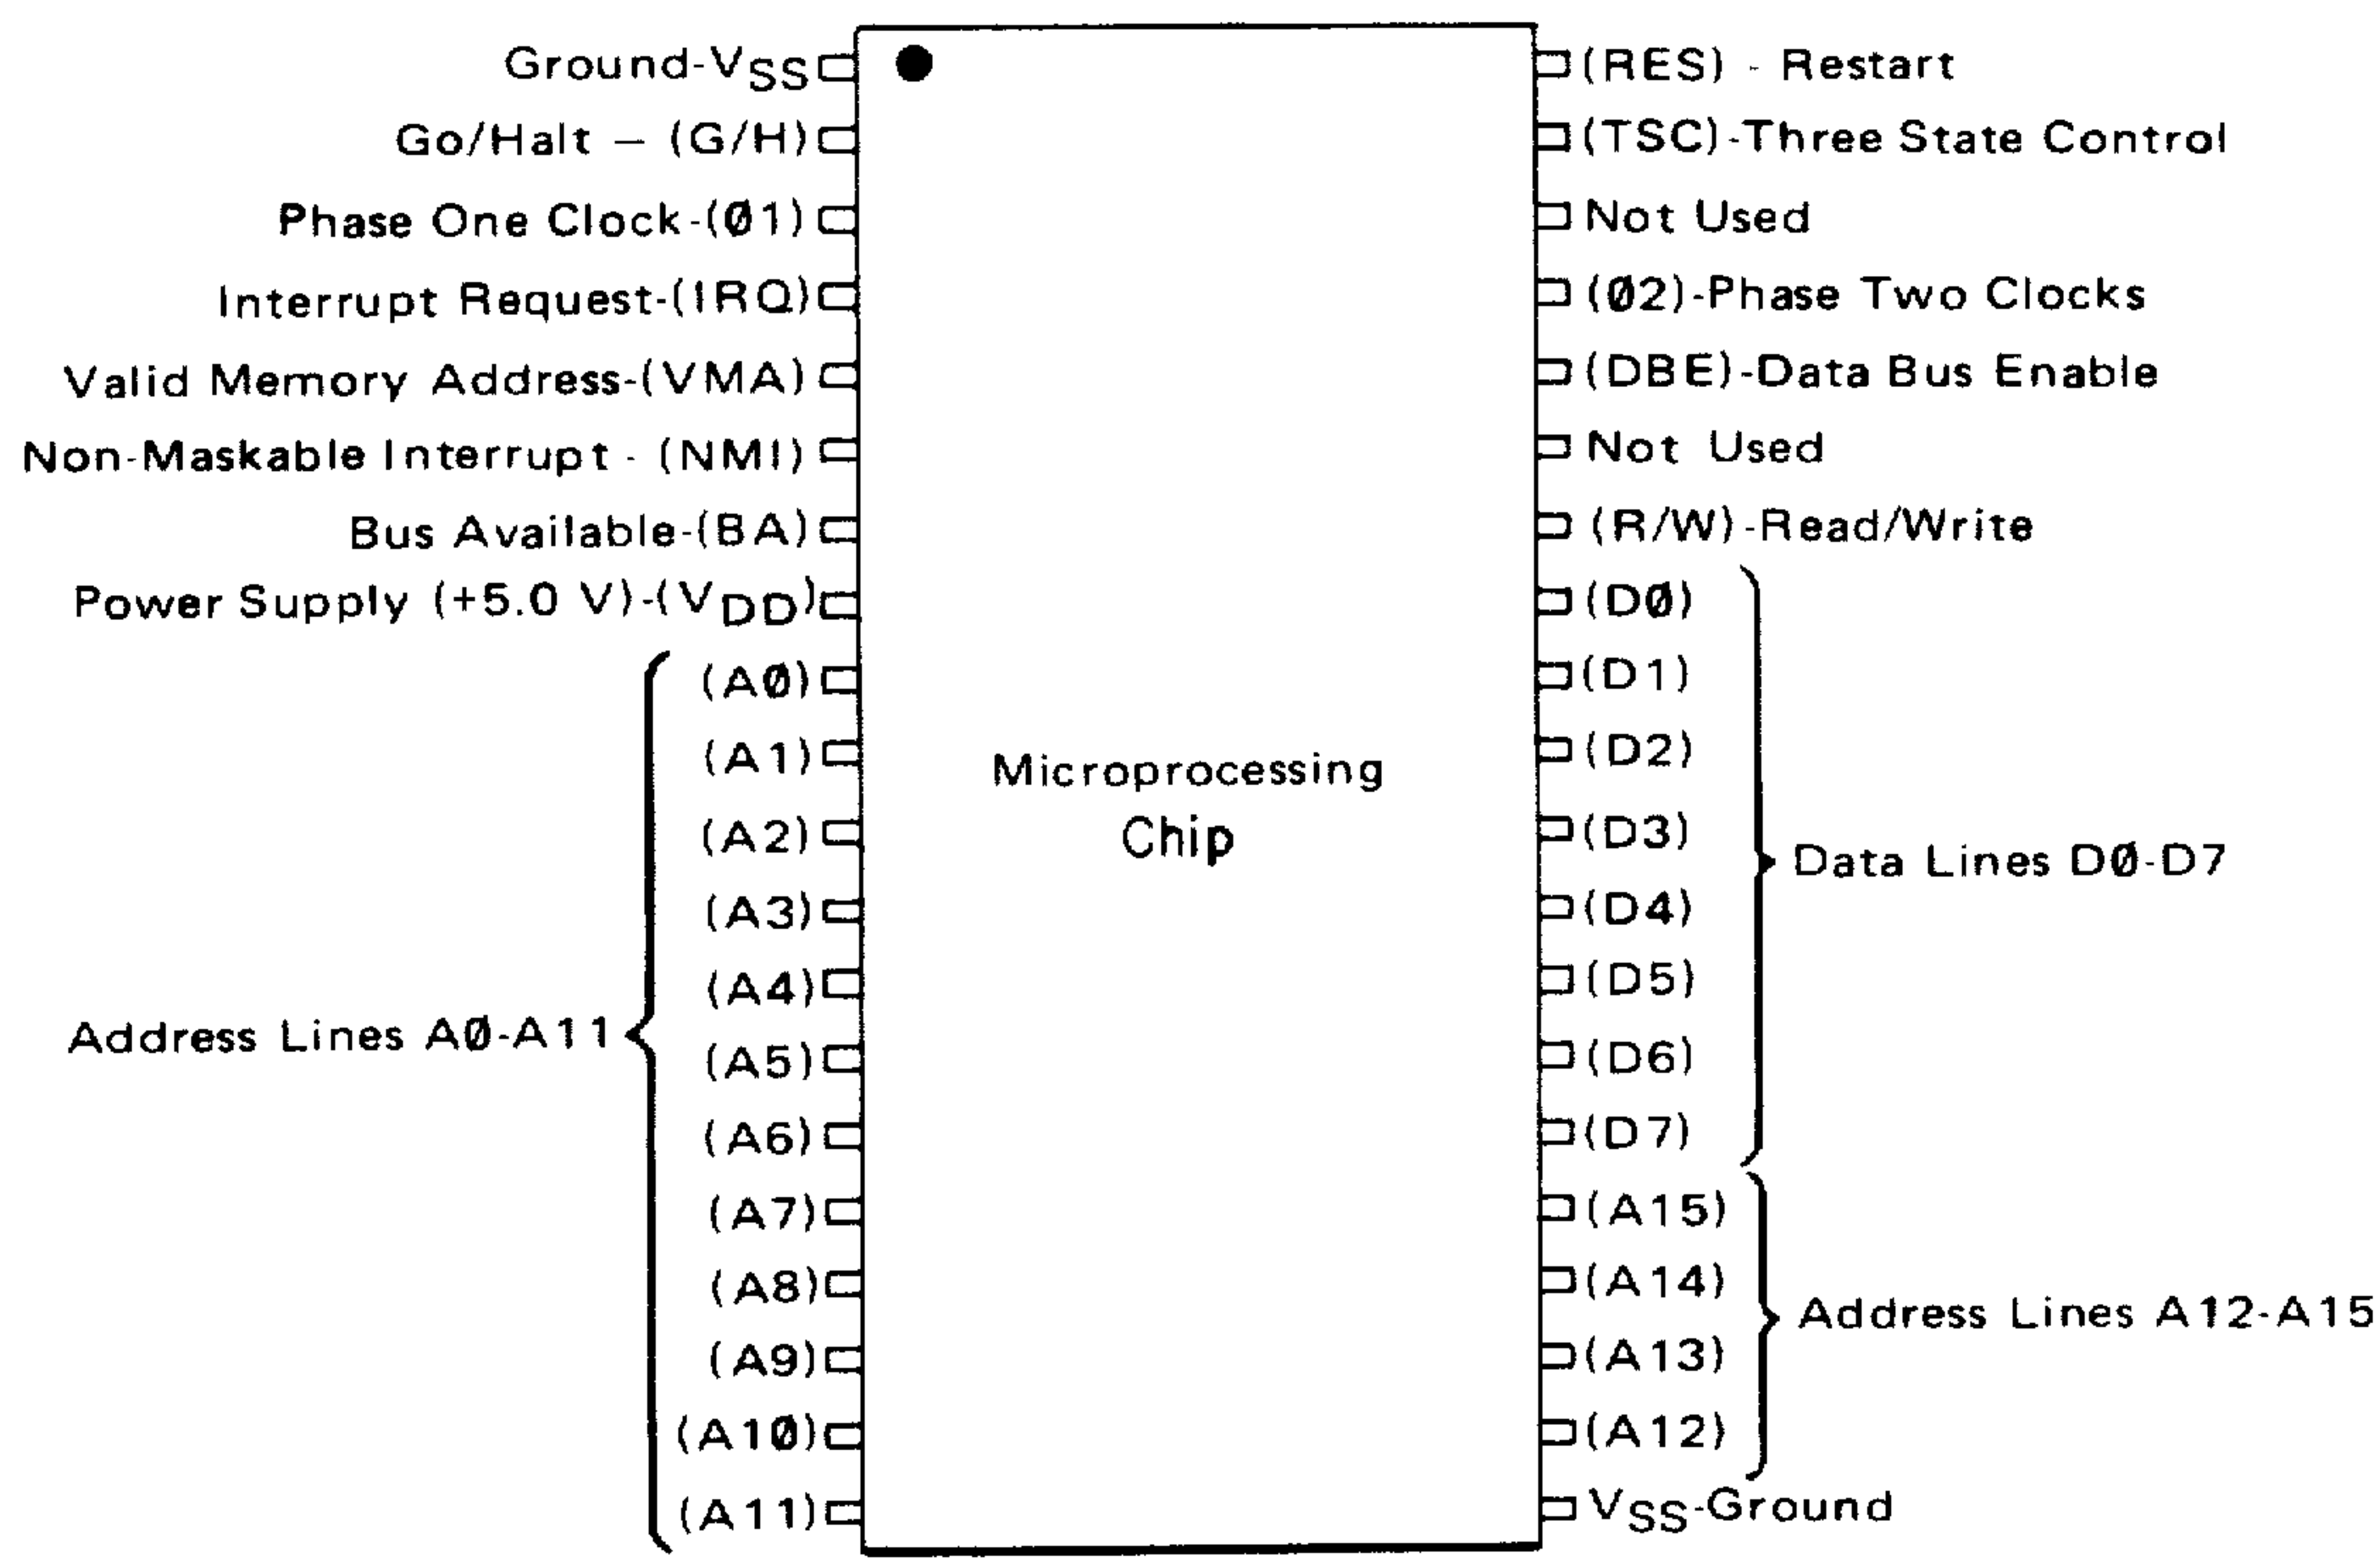 Ground-VSS
Go/Halt – (G/H)
Phase One Clock-(Ø1)
Interrupt Request-(IRQ)
Valid Memory Address-(VMA)
Non-Maskable Interrupt - (NMI)
Bus Available-(BA)
Power Supply (+5.0 V)-(VDD)
(AØ)
(A1)
(A2)
(A3)
(A4)
(A5)
(A6)
(A7)
(A8)
(A9)
(A1Ø)
(A11)
Address Lines AØ-A11
Microprocessing
Chip
(RES) - Restart
(TSC)-Three State Control
Not Used
(Ø2)-Phase Two Clocks
(DBE)-Data Bus Enable
Not Used
(R/W)-Read/Write
(DØ)
(D1)
(D2)
(D3)
(D4)
(D5)
(D6)
(D7)
Data Lines DØ-D7
(A15)
(A14)
(A13)
(A12)
Address Lines A12-A15
VSS-Ground